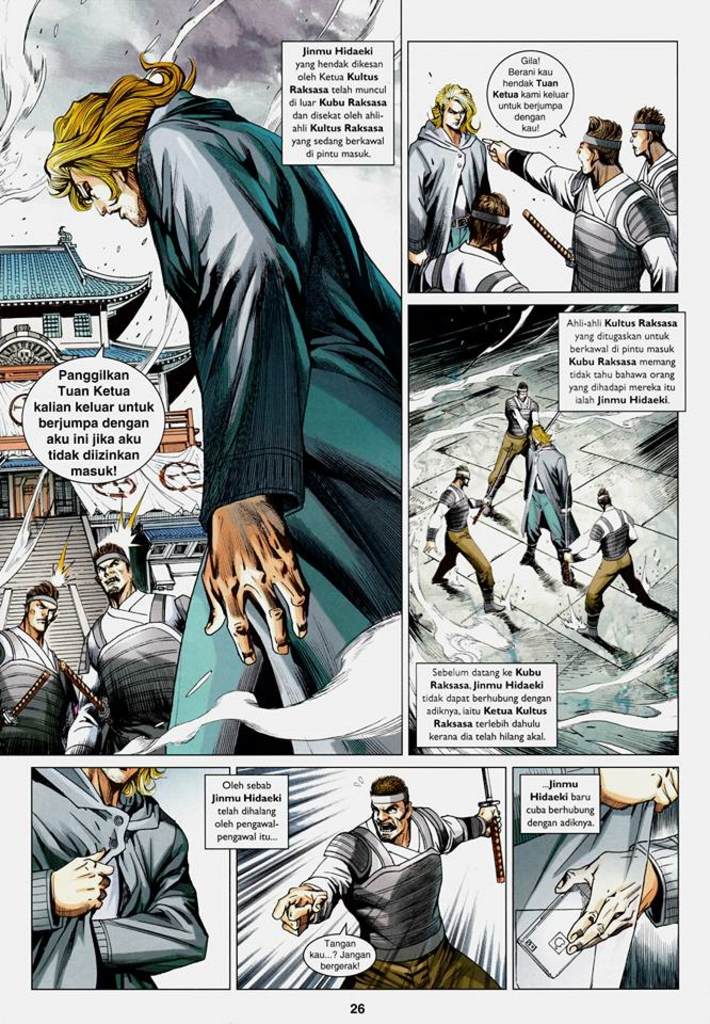 Jinmu Hidaeki
yang hendak dikesan
oleh Ketua Kultus
Raksasa telah muncul
di luar Kubu Raksasa
dan disekat oleh ahli-
ahli Kultus Raksasa
yang sedang berkawal
di pintu masuk.
Panggilkan
Tuan Ketua
kalian keluar untuk
berjumpa dengan
aku ini jika aku
tidak diizinkan
masuk!
Gila!
Berani kau
hendak Tuan
Ketua kami keluar
untuk berjumpa
dengan
kau!
Ahli-ahli Kultus Raksasa
yang ditugaskan untuk
berkawal di pintu masuk
Kubu Raksasa memang
tidak tahu bahawa orang
yang dihadapi mereka itu
ialah Jinmu Hidaeki.
Sebelum datang ke Kubu
Raksasa, Jinmu Hidaeki
tidak dapat berhubung dengan
adiknya, iaitu Ketua Kultus
Raksasa terlebih dahulu
kerana dia telah hilang akal.
Oleh sebab
Jinmu Hidaeki
telah dihalang
oleh pengawal-
pengawal itu...
Tangan
kau...? Jangan
bergerak!
...Jinmu
Hidaeki baru
cuba berhubung
dengan adiknya.
26